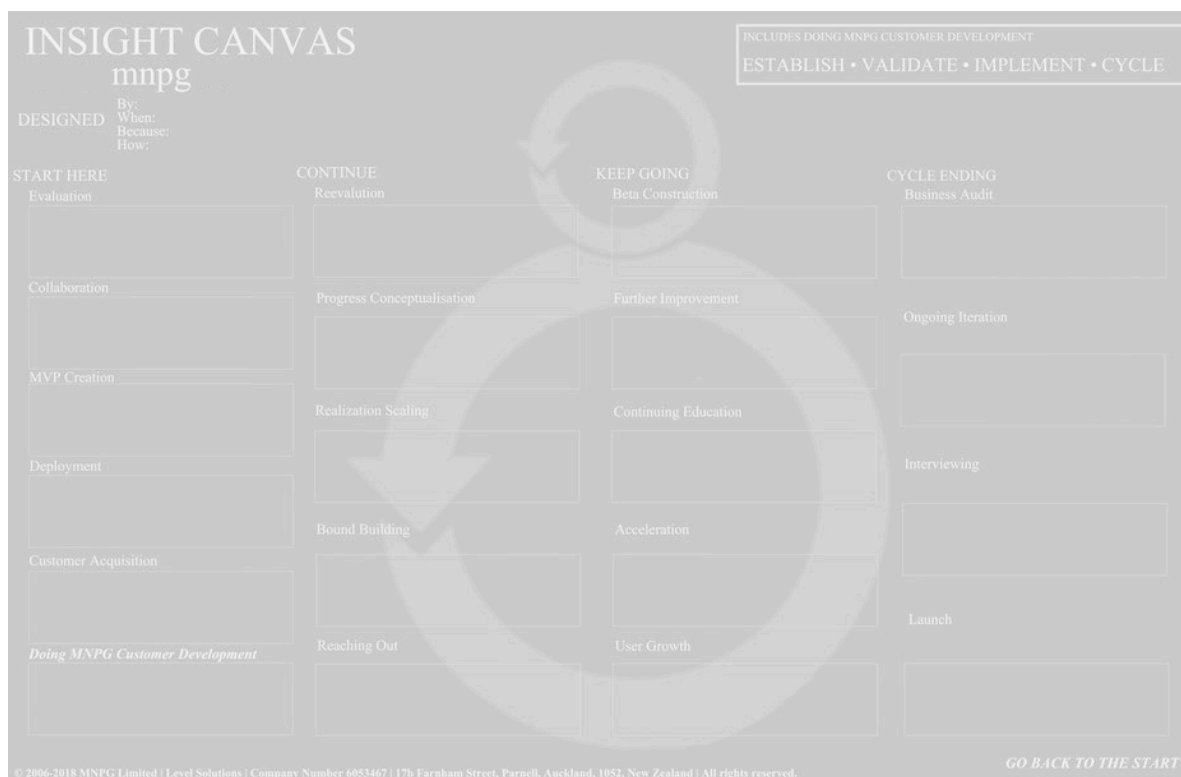 INSIGHT CANVAS
mnpg
INCLUDES DOING MNPG CUSTOMER DEVELOPMENT
ESTABLISH • VALIDATE • IMPLEMENT • CYCLE
DESIGNED
By:
When:
Because:
How:
START HERE
Evaluation
Collaboration
MVP Creation
Deployment
Customer Acquisition
Doing MNPG Customer Development
CONTINUE
Reevalution
Progress Conceptualisation
Realization Scaling
Bound Building
Reaching Out
KEEP GOING
Beta Construction
Further Improvement
Continuing Education
Acceleration
User Growth
CYCLE ENDING
Business Audit
Ongoing Iteration
Interviewing
Launch
GO BACK TO THE START
© 2006-2018 MNPG Limited | Level Solutions | Company Number 6053467 | 17b Farnham Street, Parnell, Auckland, 1052, New Zealand | All rights reserved.